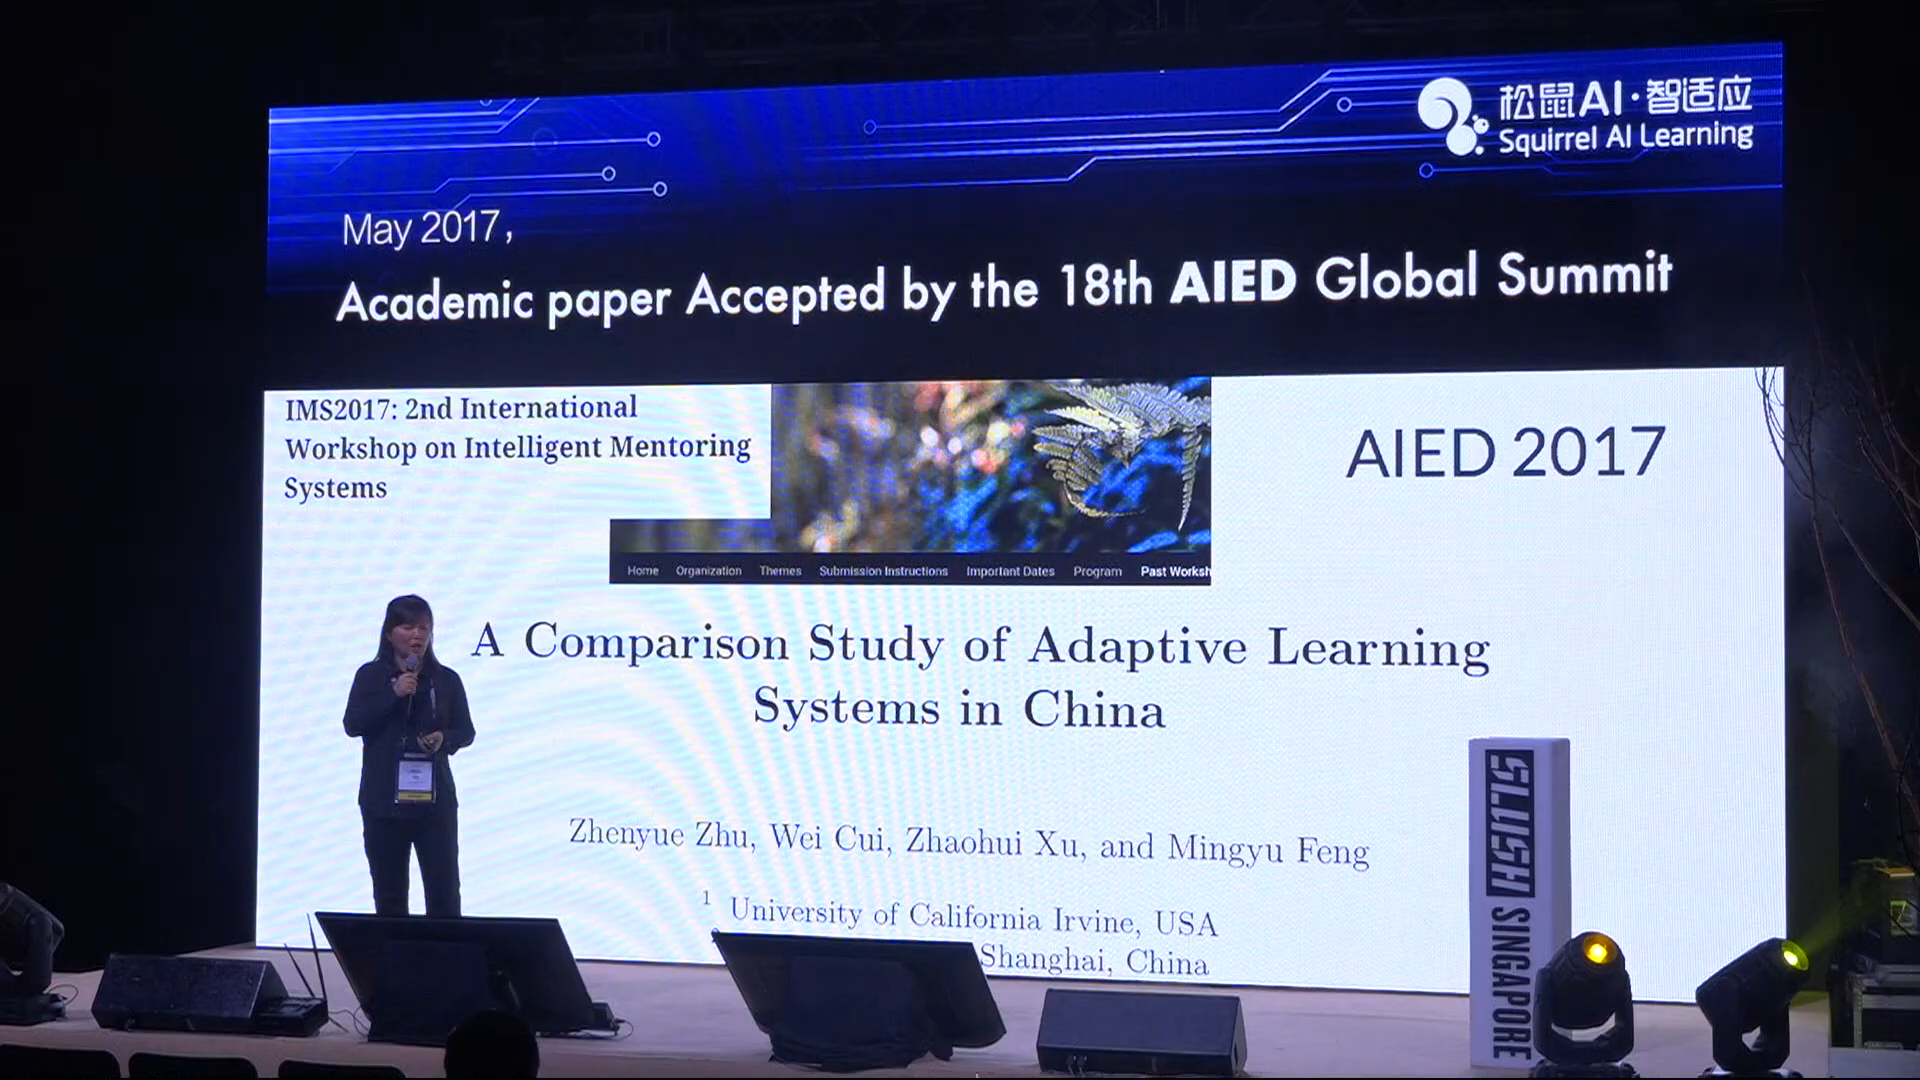 松鼠AI·智适应
Squirrel AI Learning
May 2017,
Academic paper Accepted by the 18th AIED Global Summit
IMS2017: 2nd International
Workshop on Intelligent Mentoring
Systems
AIED 2017
Home Organization Themes Submission Instructions Important Dates Program Past Worksh
A Comparison Study of Adaptive Learning
Systems in China
Zhenyue Zhu, Wei Cui, Zhaohui Xu, and Mingyu Feng
1 University of California Irvine, USA
Shanghai, China
SLUSH SINGAPORE